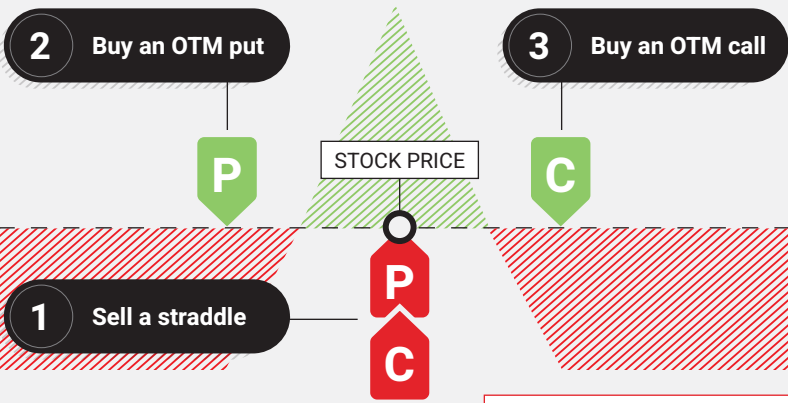 2 Buy an OTM put
3 Buy an OTM call
P
STOCK PRICE
C
P
1 Sell a straddle
C